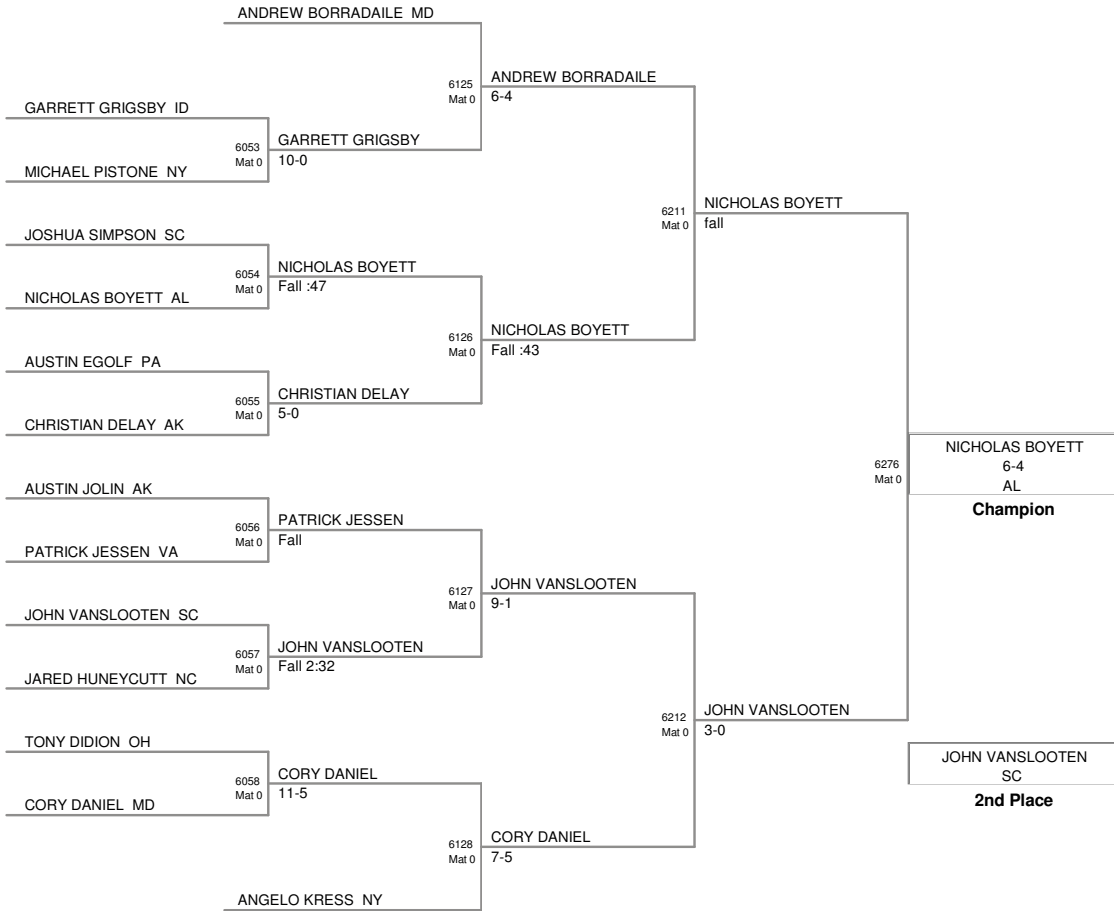 ANDREW BORRADAILE MD
6125
Mat 0
ANDREW BORRADAILE
6-4
GARRETT GRIGSBY ID
6053
Mat 0
GARRETT GRIGSBY
10-0
MICHAEL PISTONE NY
6211
Mat 0
NICHOLAS BOYETT
fall
JOSHUA SIMPSON SC
6054
Mat 0
NICHOLAS BOYETT
Fall :47
NICHOLAS BOYETT AL
6126
Mat 0
NICHOLAS BOYETT
Fall :43
AUSTIN EGOLF PA
6055
Mat 0
CHRISTIAN DELAY
5-0
CHRISTIAN DELAY AK
6276
Mat 0
NICHOLAS BOYETT
6-4
AL
Champion
AUSTIN JOLIN AK
6056
Mat 0
PATRICK JESSEN
Fall
PATRICK JESSEN VA
6127
Mat 0
JOHN VANSLOOTEN
9-1
JOHN VANSLOOTEN SC
6057
Mat 0
JOHN VANSLOOTEN
Fall 2:32
JARED HUNEYCUTT NC
6212
Mat 0
JOHN VANSLOOTEN
3-0
TONY DIDION OH
6058
Mat 0
CORY DANIEL
11-5
CORY DANIEL MD
JOHN VANSLOOTEN
SC
2nd Place
6128
Mat 0
CORY DANIEL
7-5
ANGELO KRESS NY